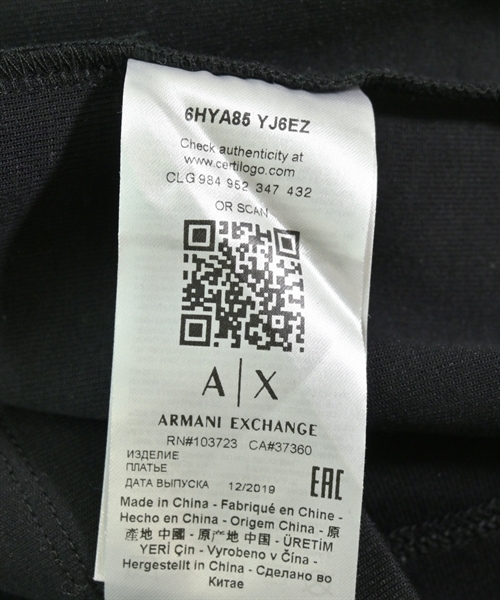 6HYA85 YJ6EZ
Check authenticity at
www.certilogo.com
CLG 984 952 347 432
OR SCAN
A|X
ARMANI EXCHANGE
RN#103723 CA#37360
ИЗДЕЛИЕ
ПЛАТЬЕ
ДАТА ВЫПУСКА 12/2019
EAC
Made in China - Fabriqué en Chine -
Hecho en China - Origem China - 原
產地 中國 - 原产地 中国 - ÜRETİM
YERİ Çin - Vyrobeno v Čína -
Hergestellt in China - Сделано во
Китае